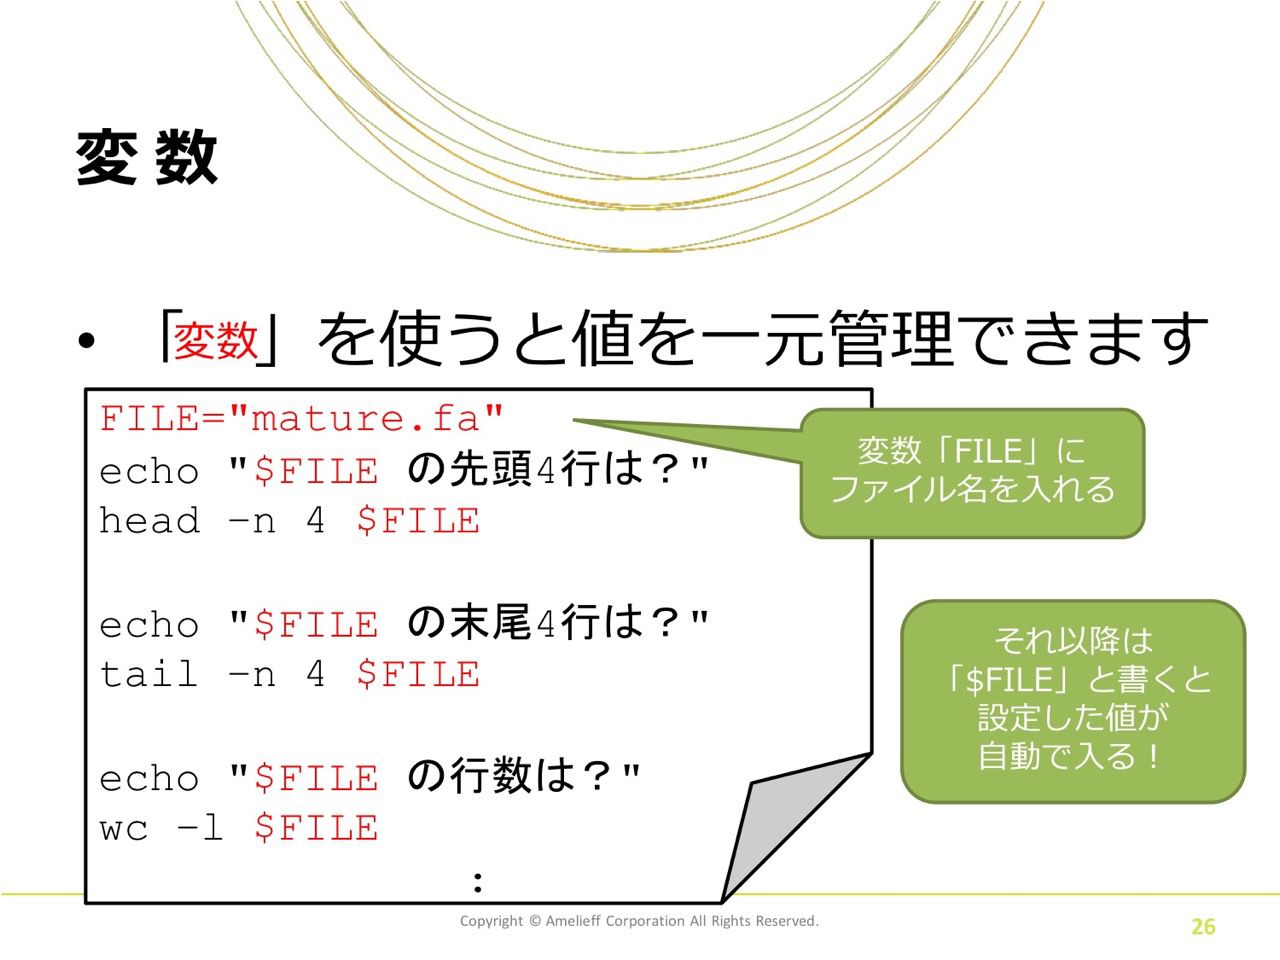 変数
• 「変数」を使うと値を一元管理できます
FILE="mature.fa"
echo "$FILE の先頭4行は？"
head –n 4 $FILE
echo "$FILE の末尾4行は？"
tail –n 4 $FILE
echo "$FILE の行数は？"
wc –l $FILE
:
変数「FILE」に
ファイル名を入れる
それ以降は
「$FILE」と書くと
設定した値が
自動で入る！
Copyright © Amelieff Corporation All Rights Reserved.
26